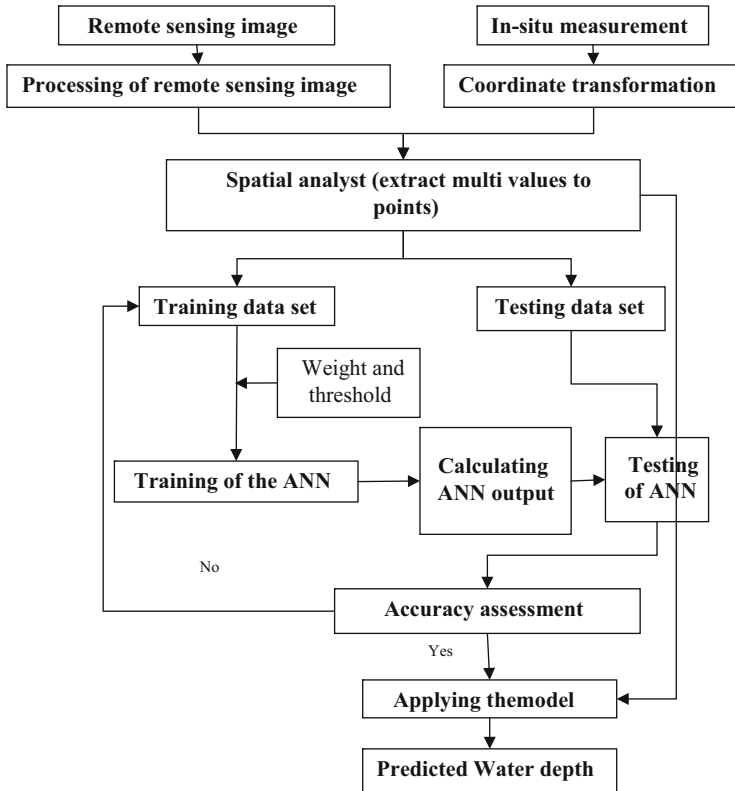 Remote sensing image
In-situ measurement
Processing of remote sensing image
Coordinate transformation
Spatial analyst (extract multi values to
points)
Training data set
Testing data set
Weight and
threshold
Training of the ANN
Calculating
ANN output
Testing
of ANN
No
Accuracy assessment
Yes
Applying themodel
Predicted Water depth